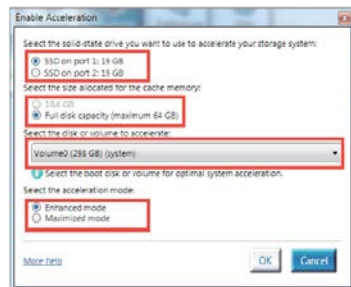 Enable Acceleration
Select the solid-state drive you want to use to accelerate your storage system:
SSD on port 1: 19 GB
SSD on port 2: 19 GB
Select the size allocated for the cache memory:
18.6 GB
Full disk capacity (maximum 64 GB)
Select the disk or volume to accelerate:
Volume0 (298 GB) (system)
Select the boot disk or volume for optimal system acceleration.
Select the acceleration mode:
Enhanced mode
Maximized mode
More help
OK
Cancel